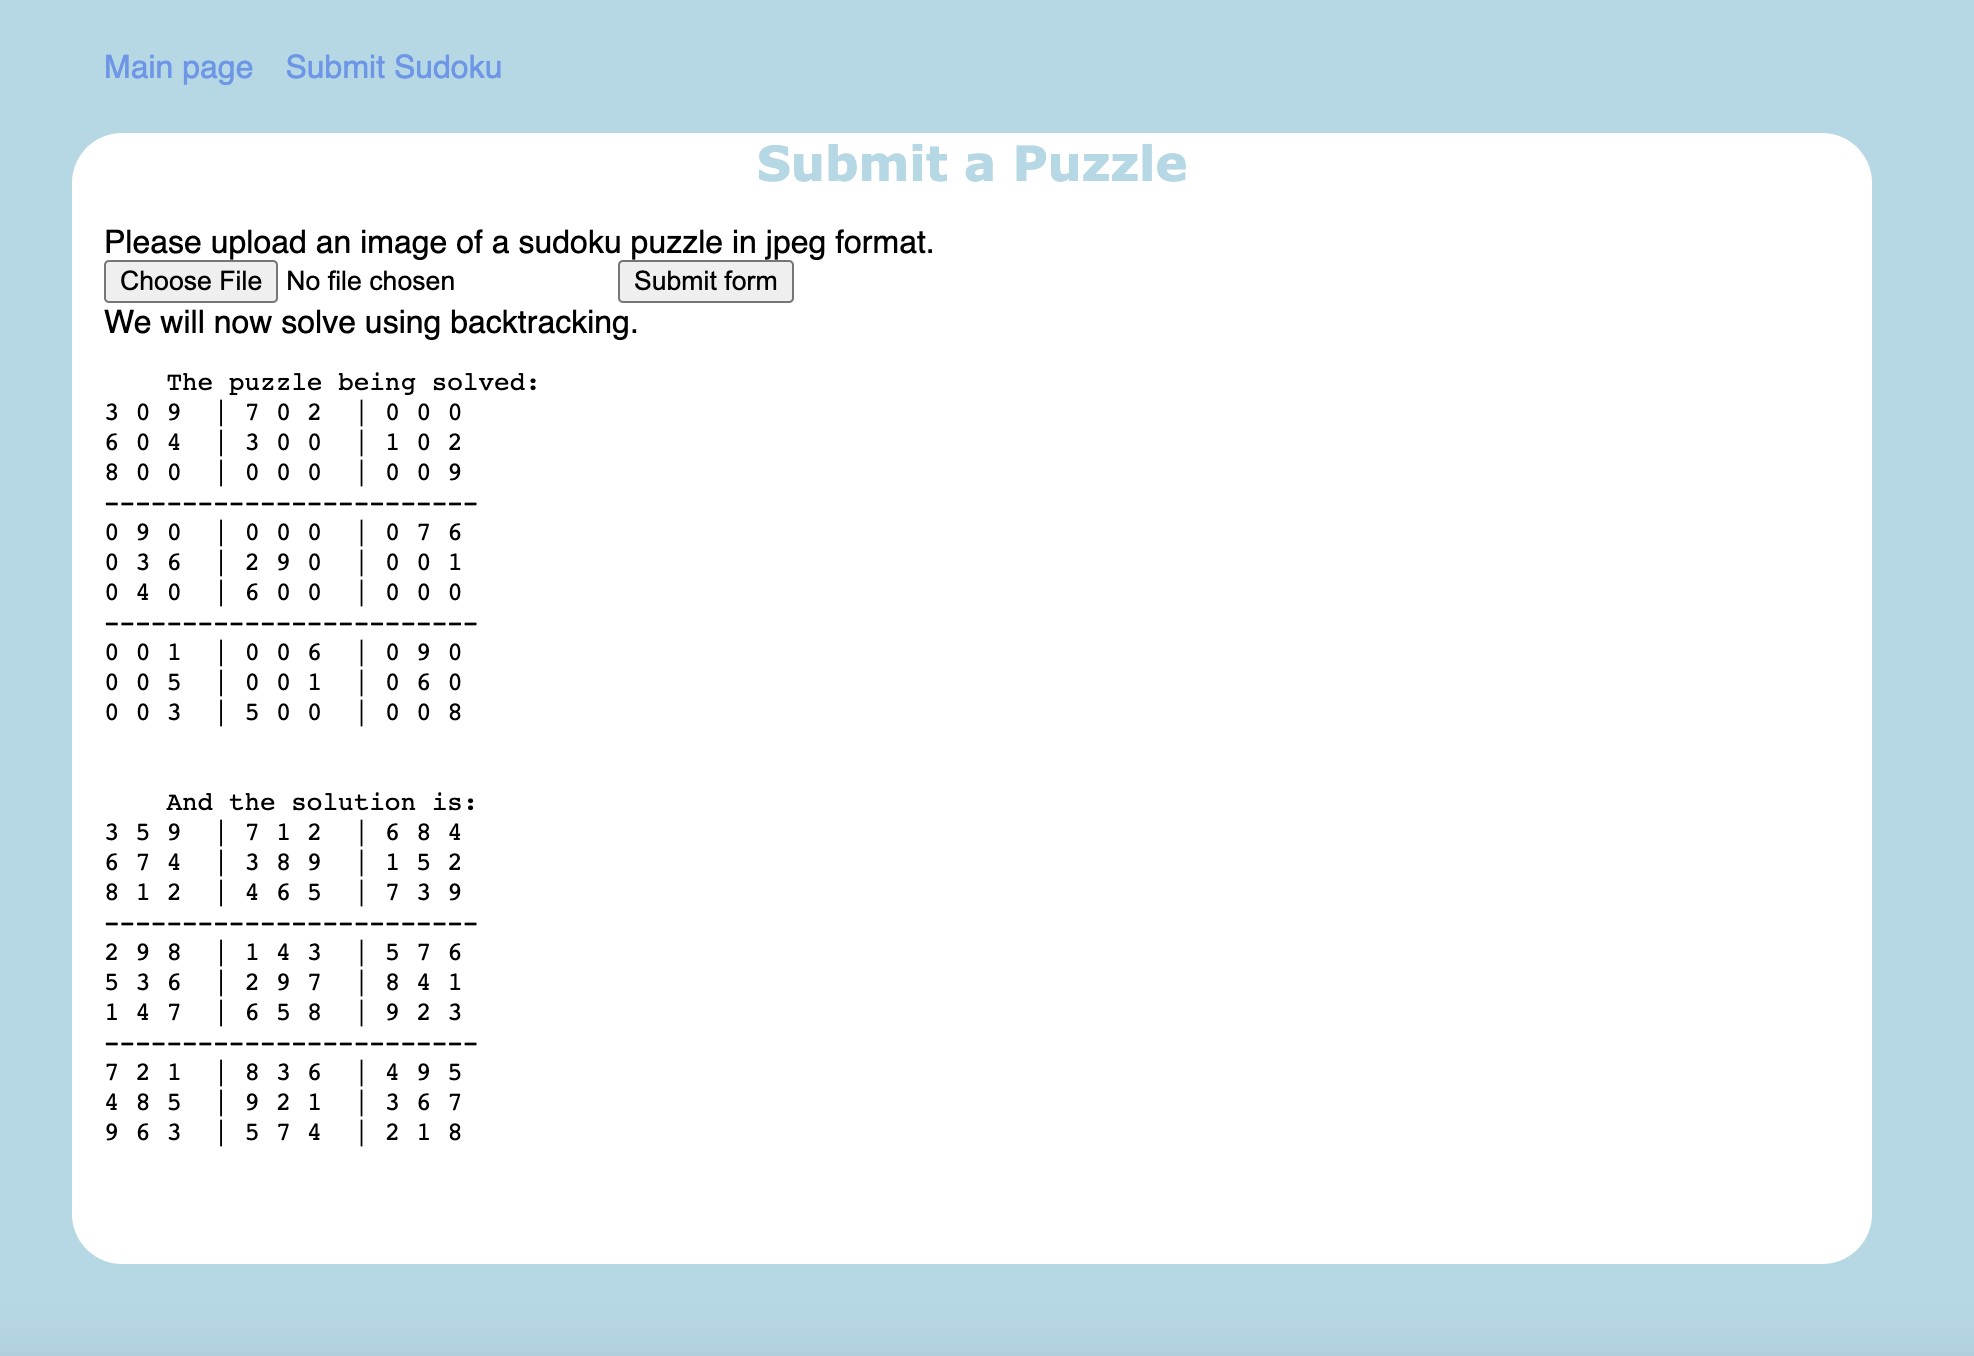 Main page Submit Sudoku
Submit a Puzzle
Please upload an image of a sudoku puzzle in jpeg format.
Choose File No file chosen Submit form
We will now solve using backtracking.
The puzzle being solved:
3 0 9 | 7 0 2 | 0 0 0
6 0 4 | 3 0 0 | 1 0 2
8 0 0 | 0 0 0 | 0 0 9
------------------------
0 9 0 | 0 0 0 | 0 7 6
0 3 6 | 2 9 0 | 0 0 1
0 4 0 | 6 0 0 | 0 0 0
------------------------
0 0 1 | 0 0 6 | 0 9 0
0 0 5 | 0 0 1 | 0 6 0
0 0 3 | 5 0 0 | 0 0 8
And the solution is:
3 5 9 | 7 1 2 | 6 8 4
6 7 4 | 3 8 9 | 1 5 2
8 1 2 | 4 6 5 | 7 3 9
------------------------
2 9 8 | 1 4 3 | 5 7 6
5 3 6 | 2 9 7 | 8 4 1
1 4 7 | 6 5 8 | 9 2 3
------------------------
7 2 1 | 8 3 6 | 4 9 5
4 8 5 | 9 2 1 | 3 6 7
9 6 3 | 5 7 4 | 2 1 8